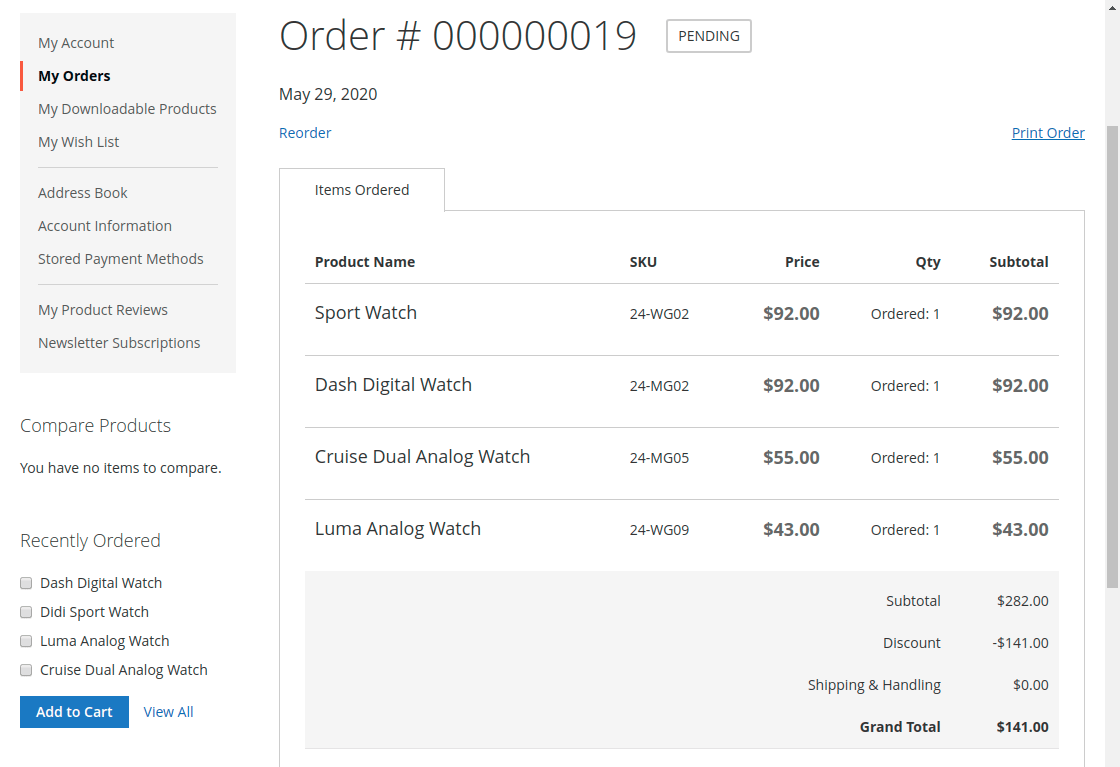 My Account
My Orders
My Downloadable Products
My Wish List
Address Book
Account Information
Stored Payment Methods
My Product Reviews
Newsletter Subscriptions
Compare Products
You have no items to compare.
Recently Ordered
Dash Digital Watch
Didi Sport Watch
Luma Analog Watch
Cruise Dual Analog Watch
Add to Cart View All
Order # 000000019 PENDING
May 29, 2020
Reorder Print Order
Items Ordered
Product Name SKU Price Qty Subtotal
Sport Watch 24-WG02 $92.00 Ordered: 1 $92.00
Dash Digital Watch 24-MG02 $92.00 Ordered: 1 $92.00
Cruise Dual Analog Watch 24-MG05 $55.00 Ordered: 1 $55.00
Luma Analog Watch 24-WG09 $43.00 Ordered: 1 $43.00
Subtotal $282.00
Discount -$141.00
Shipping & Handling $0.00
Grand Total $141.00